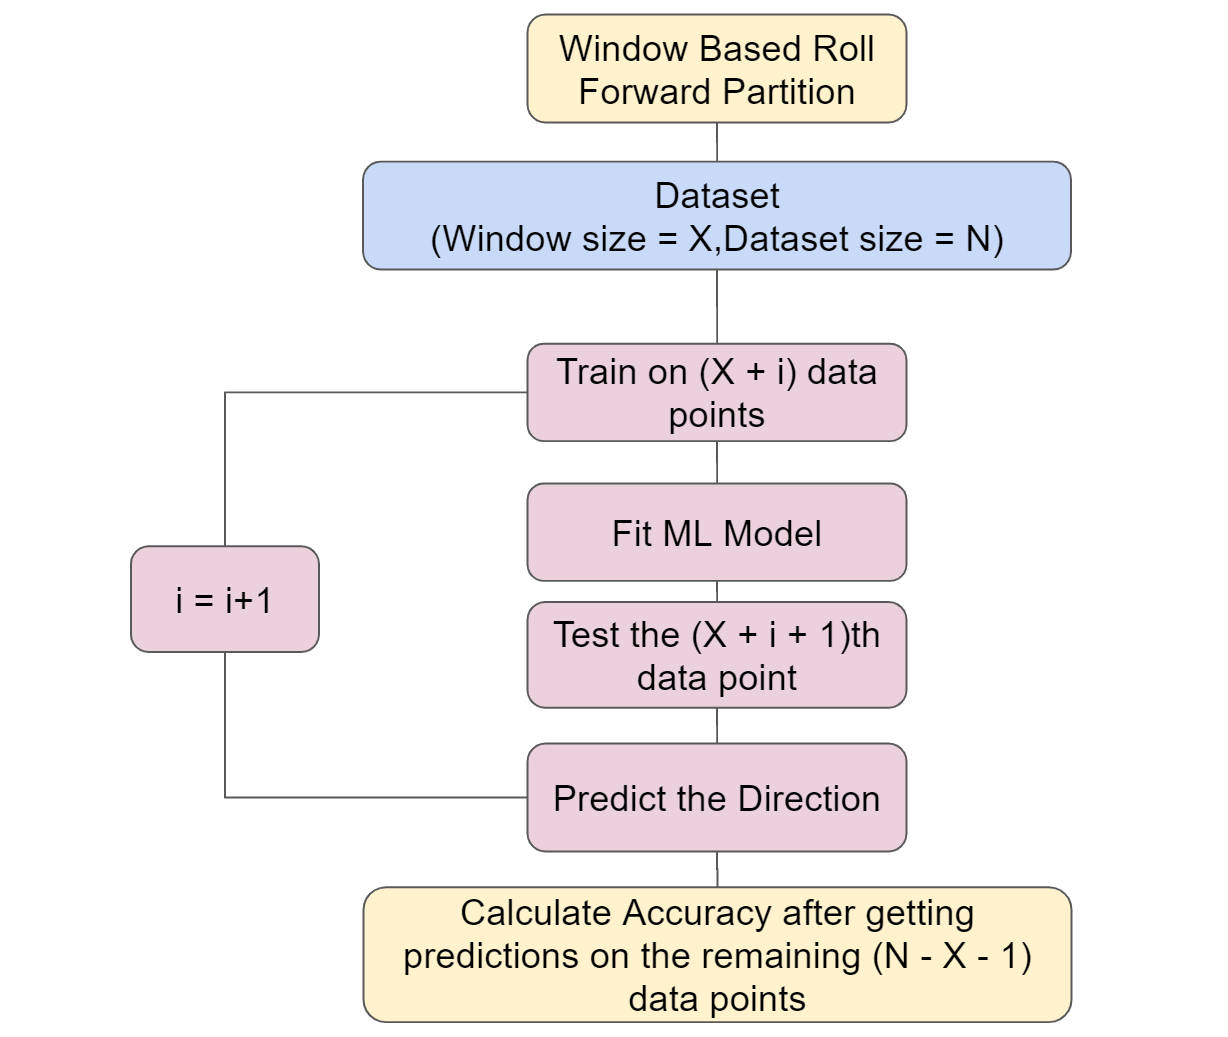 Window Based Roll
Forward Partition
Dataset
(Window size = X,Dataset size = N)
Train on (X + i) data
points
Fit ML Model
i = i+1
Test the (X + i + 1)th
data point
Predict the Direction
Calculate Accuracy after getting
predictions on the remaining (N - X - 1)
data points